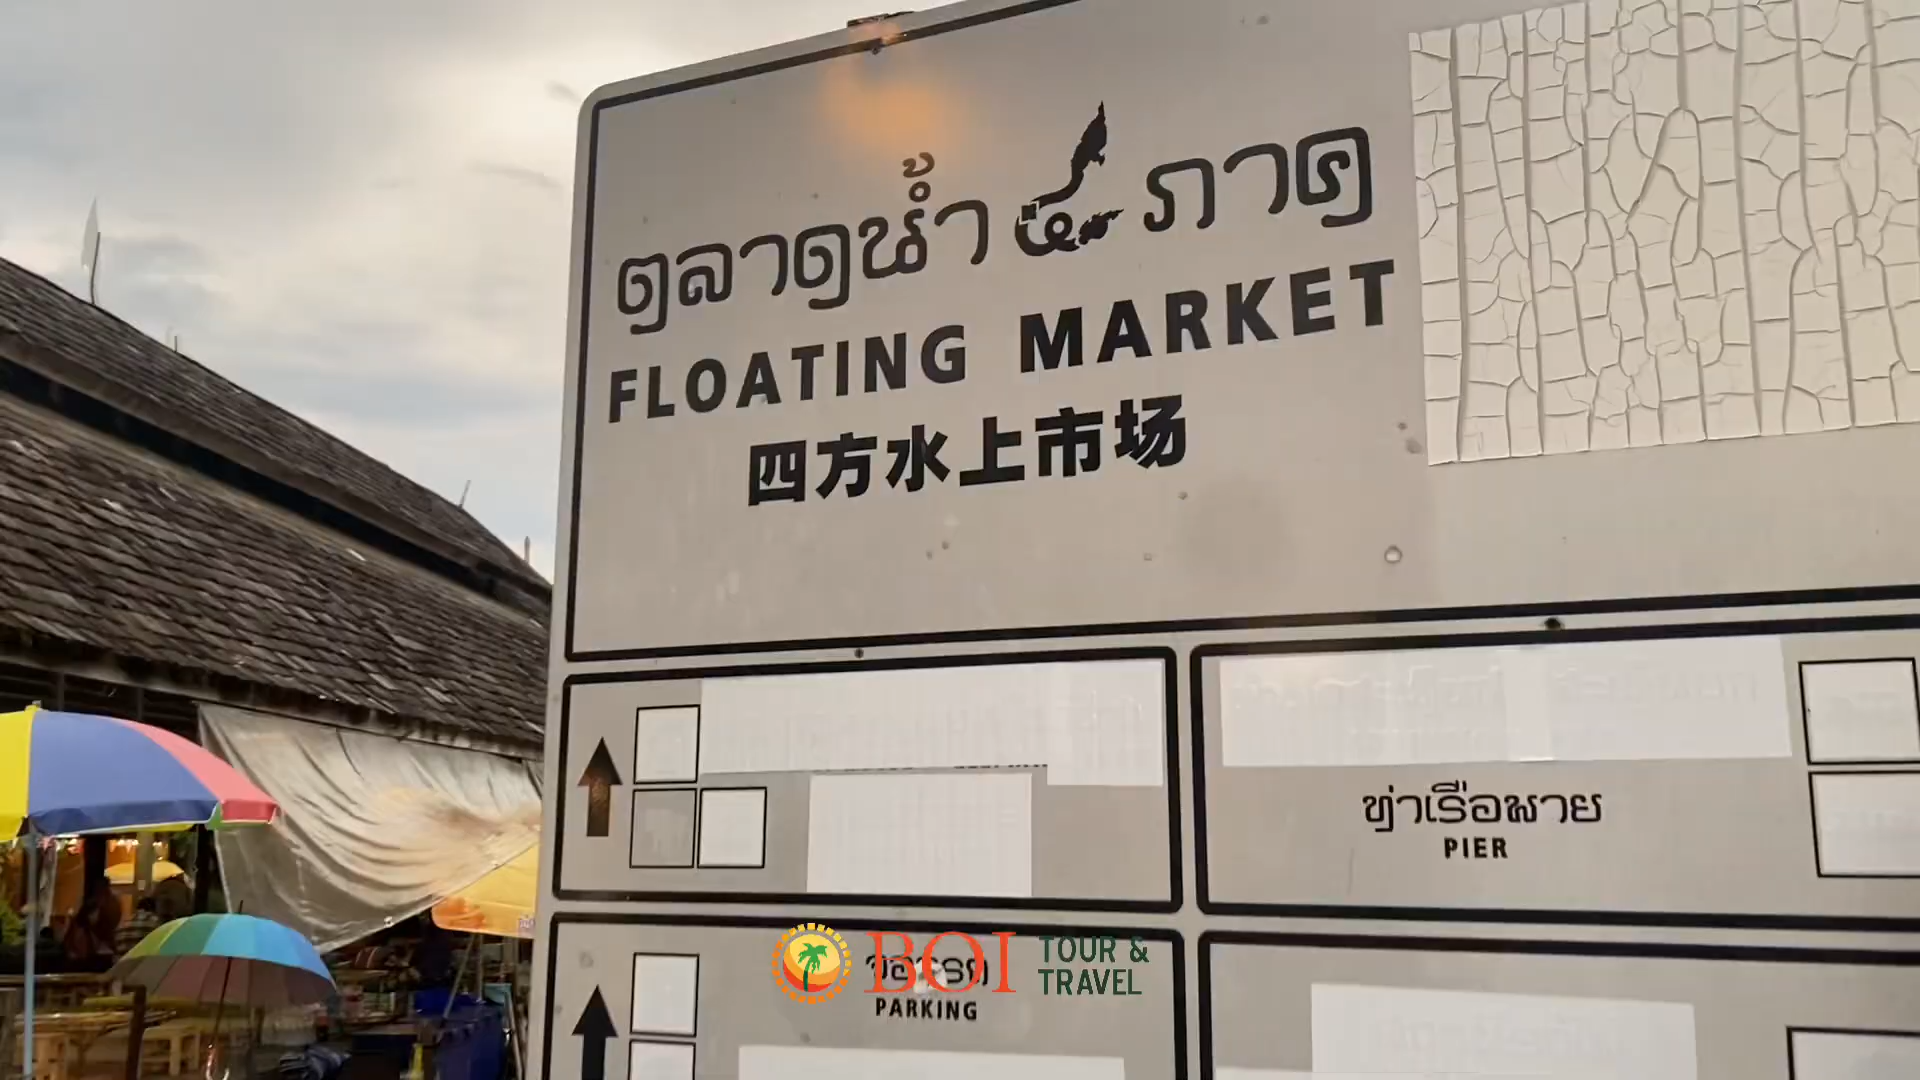 ตลาดน้ำ ๔ ภาค
FLOATING MARKET
四方水上市场
ท่าเรือพาย
PIER
BOI TOUR & TRAVEL
PARKING